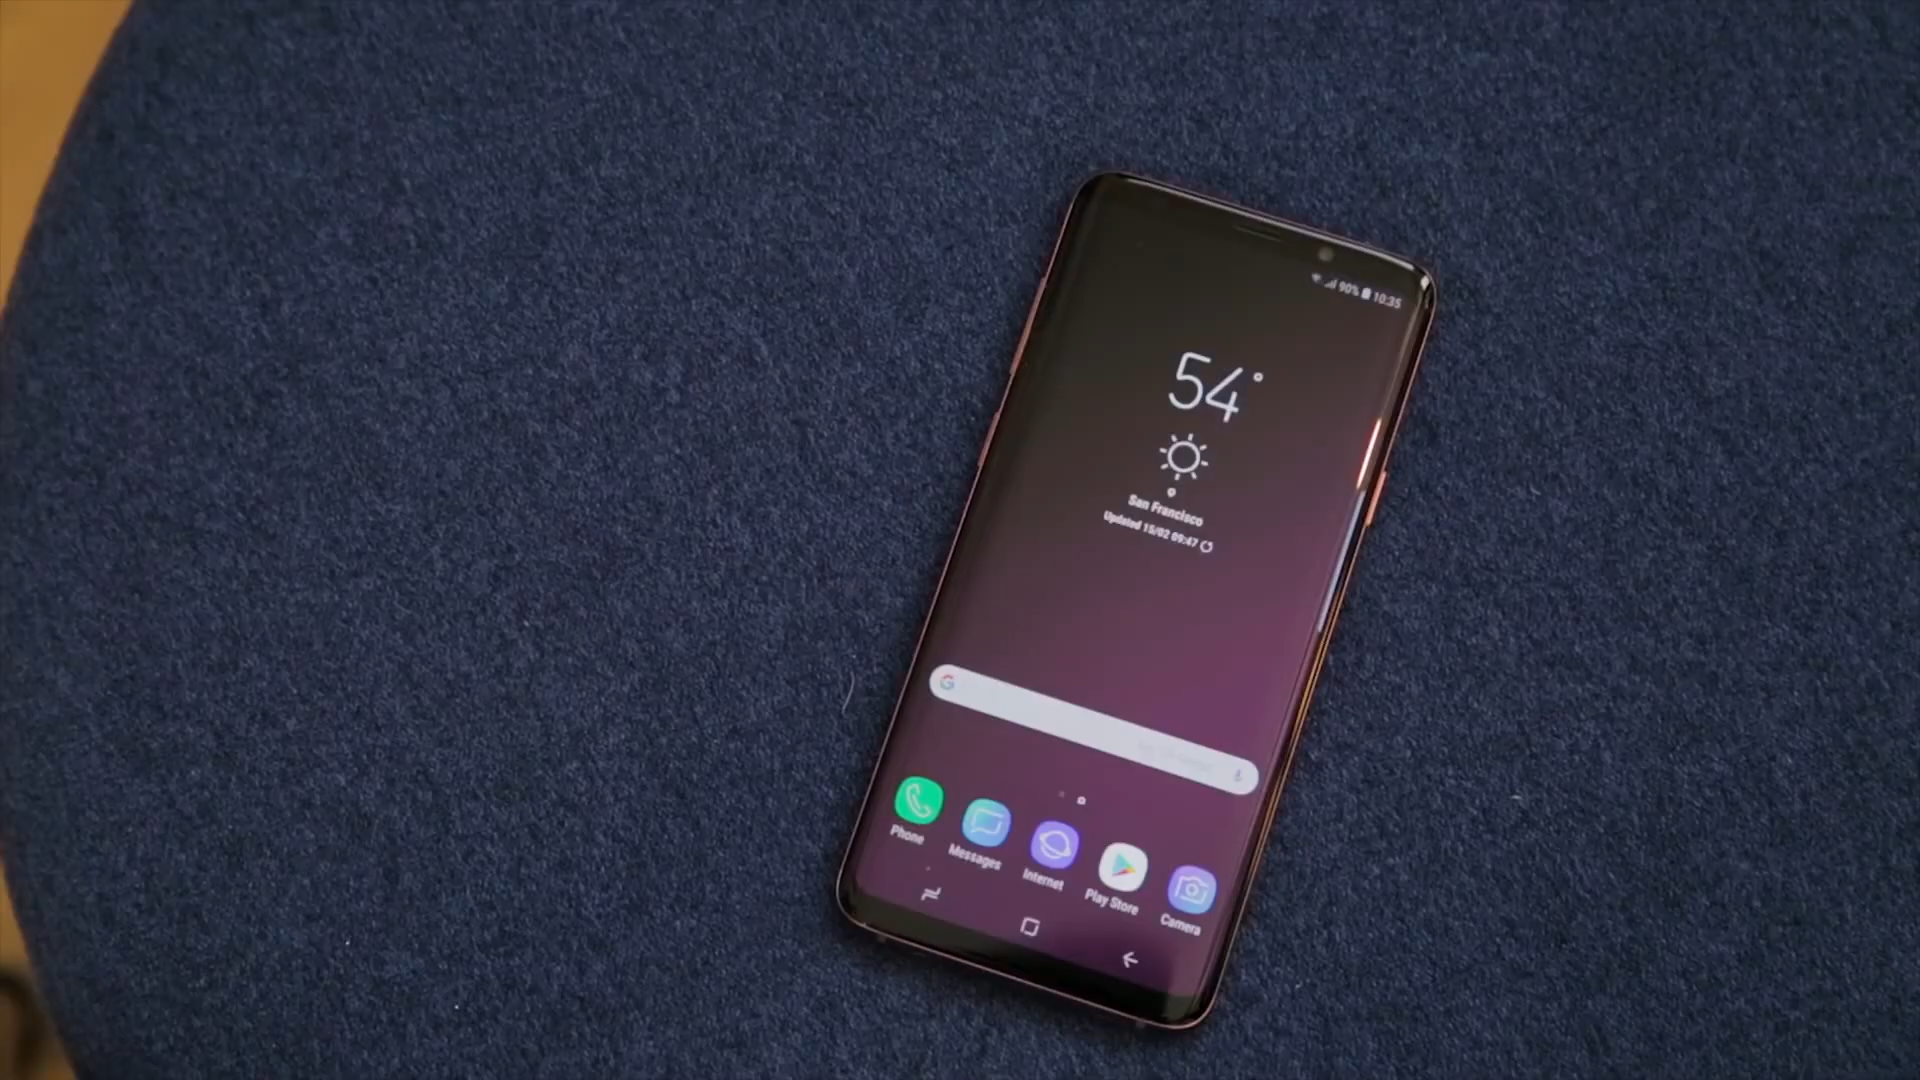 90% 10:35
54°
San Francisco
Updated 15/02 09:47
G
Phone
Messages
Internet
Play Store
Camera